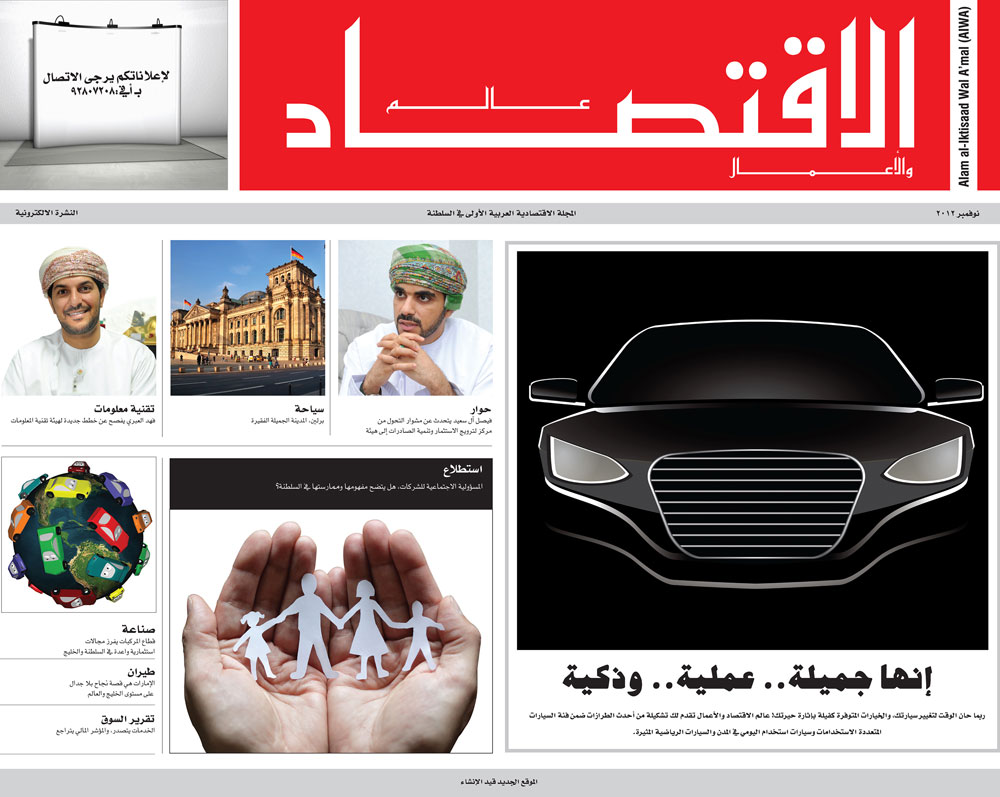 لإعلاناتكم يرجى الاتصال
بـ أني: ٩٢٨٠٧٢٠٨
عالم
الاقتصاد
والأعمال
Alam al-Iktisaad Wal A'mal (AIWA)
نوفمبر ٢٠١٢
المجلة الاقتصادية العربية الأولى في السلطنة
النشرة الالكترونية
إنها جميلة.. عملية.. وذكية
ربما حان الوقت لتغيير سيارتك، والخيارات المتوفرة كفيلة بإثارة حيرتك! عالم الاقتصاد والأعمال تقدم لك تشكيلة من أحدث الطرازات ضمن فئة السيارات
المتعددة الاستخدامات وسيارات استخدام اليومي في المدن والسيارات الرياضية المثيرة.
حوار
فيصل آل سعيد يتحدث عن مشوار التحول من
مركز لترويج الاستثمار وتنمية الصادرات إلى هيئة
سياحة
برلين، المدينة الجميلة الفقيرة
تقنية معلومات
فهد العبري يفصح عن خطط جديدة لهيئة تقنية المعلومات
استطلاع
المسؤولية الاجتماعية للشركات، هل يتضح مفهومها وممارستها في السلطنة؟
صناعة
قطاع المركبات يفرز مجالات
استثمارية واعدة في السلطنة والخليج
طيران
الإمارات هي قصة نجاح بلا جدال
على مستوى الخليج والعالم
تقرير السوق
الخدمات يتصدر، والمؤشر المالي يتراجع
الموقع الجديد قيد الانشاء